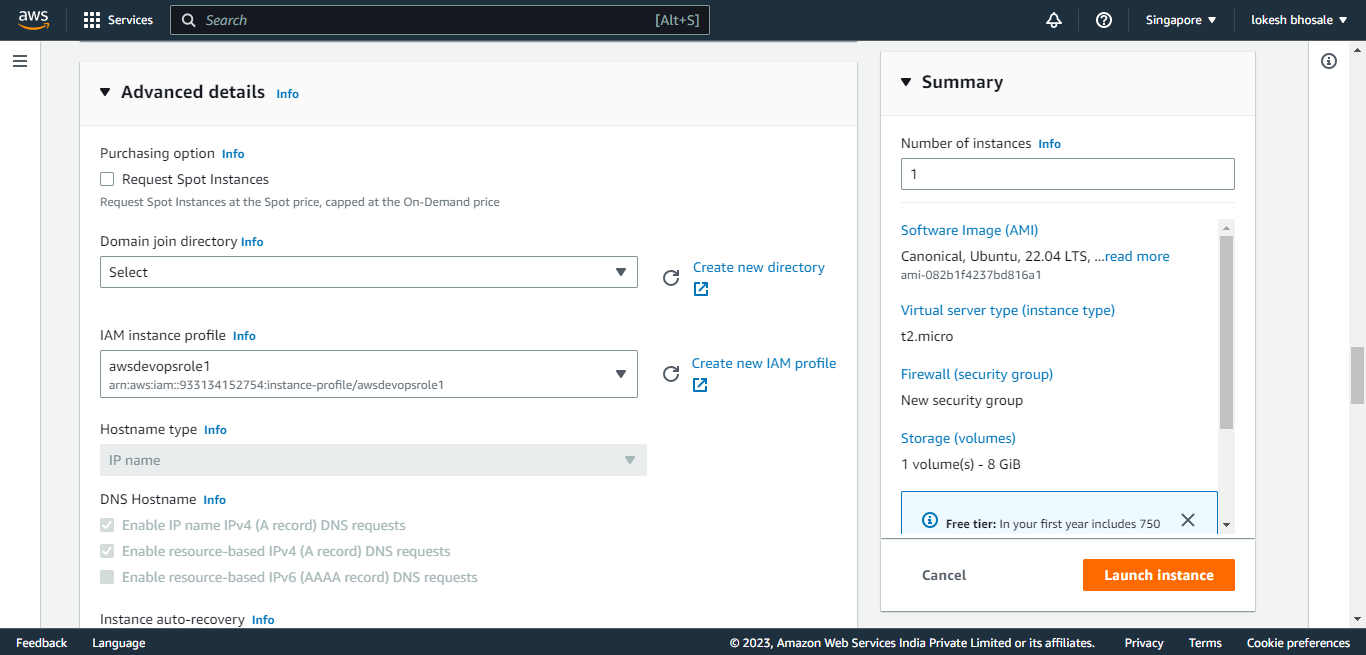 aws
Services
Search
[Alt+S]
Singapore
lokesh bhosale
Advanced details Info
Purchasing option Info
Request Spot Instances
Request Spot Instances at the Spot price, capped at the On-Demand price
Domain join directory Info
Select
Create new directory
IAM instance profile Info
awsdevopsrole1
arn:aws:iam::933134152754:instance-profile/awsdevopsrole1
Create new IAM profile
Hostname type Info
IP name
DNS Hostname Info
Enable IP name IPv4 (A record) DNS requests
Enable resource-based IPv4 (A record) DNS requests
Enable resource-based IPv6 (AAAA record) DNS requests
Instance auto-recovery Info
Summary
Number of instances Info
1
Software Image (AMI)
Canonical, Ubuntu, 22.04 LTS, ...read more
ami-082b1f4237bd816a1
Virtual server type (instance type)
t2.micro
Firewall (security group)
New security group
Storage (volumes)
1 volume(s) - 8 GiB
Free tier: In your first year includes 750
Cancel
Launch instance
Feedback
Language
© 2023, Amazon Web Services India Private Limited or its affiliates.
Privacy
Terms
Cookie preferences